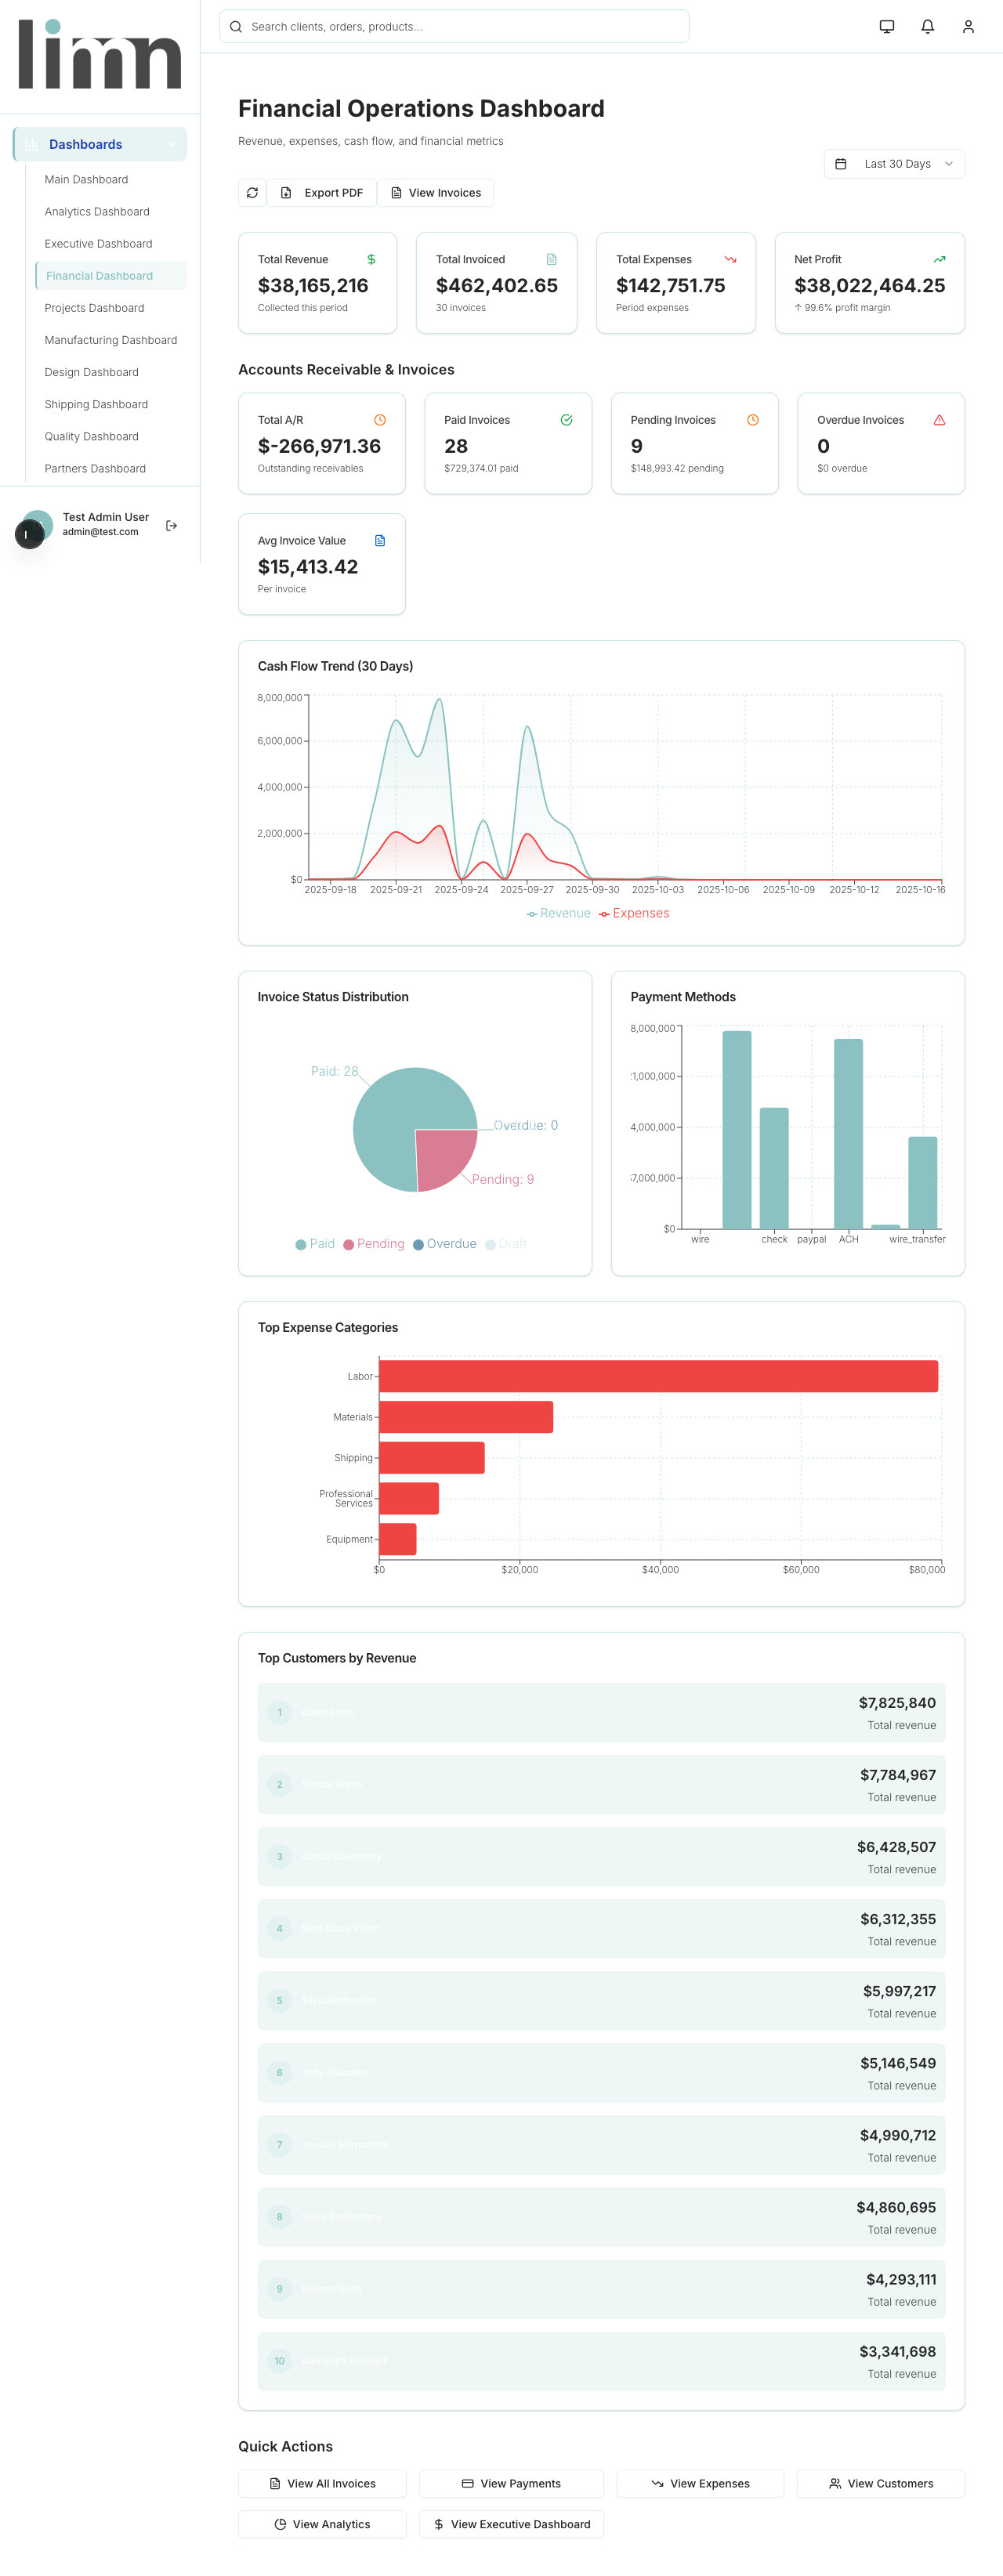 limn
Search clients, orders, products...
Dashboards
Main Dashboard
Analytics Dashboard
Executive Dashboard
Financial Dashboard
Projects Dashboard
Manufacturing Dashboard
Design Dashboard
Shipping Dashboard
Quality Dashboard
Partners Dashboard
Test Admin User
admin@test.com
Financial Operations Dashboard
Revenue, expenses, cash flow, and financial metrics
Last 30 Days
Export PDF
View Invoices
Total Revenue
$38,165,216
Collected this period
Total Invoiced
$462,402.65
30 invoices
Total Expenses
$142,751.75
Period expenses
Net Profit
$38,022,464.25
↑ 99.6% profit margin
Accounts Receivable & Invoices
Total A/R
$-266,971.36
Outstanding receivables
Paid Invoices
28
$729,374.01 paid
Pending Invoices
9
$148,993.42 pending
Overdue Invoices
0
$0 overdue
Avg Invoice Value
$15,413.42
Per invoice
Cash Flow Trend (30 Days)
8,000,000
6,000,000
4,000,000
2,000,000
$0
2025-09-18 2025-09-21 2025-09-24 2025-09-27 2025-09-30 2025-10-03 2025-10-06 2025-10-09 2025-10-12 2025-10-16
Revenue Expenses
Invoice Status Distribution
Paid: 28
Overdue: 0
Pending: 9
Paid Pending Overdue Draft
Payment Methods
8,000,000
1,000,000
4,000,000
7,000,000
$0
wire check paypal ACH wire_transfer
Top Expense Categories
Labor
Materials
Shipping
Professional
Services
Equipment
$0 $20,000 $40,000 $60,000 $80,000
Top Customers by Revenue
1
$7,825,840
Total revenue
2
$7,784,967
Total revenue
3
$6,428,507
Total revenue
4
$6,312,355
Total revenue
5
$5,997,217
Total revenue
6
$5,146,549
Total revenue
7
$4,990,712
Total revenue
8
$4,860,695
Total revenue
9
$4,293,111
Total revenue
10
$3,341,698
Total revenue
Quick Actions
View All Invoices
View Payments
View Expenses
View Customers
View Analytics
View Executive Dashboard